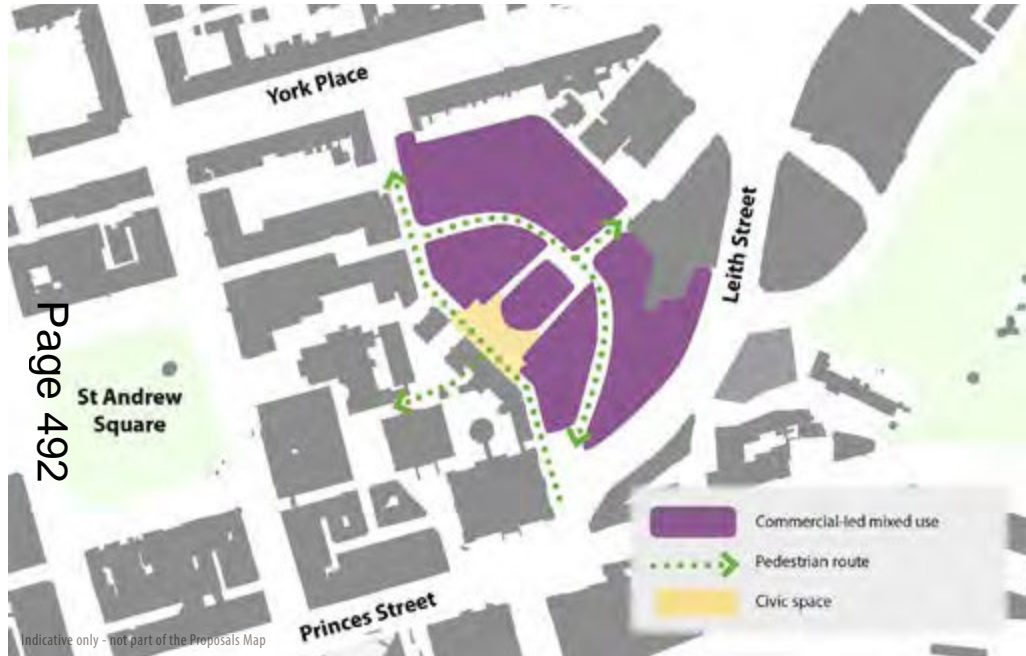 York Place
Leith Street
Page 492
St Andrew
Square
Commercial-led mixed use
Pedestrian route
Civic space
Princes Street
Indicative only - not part of the Proposals Map